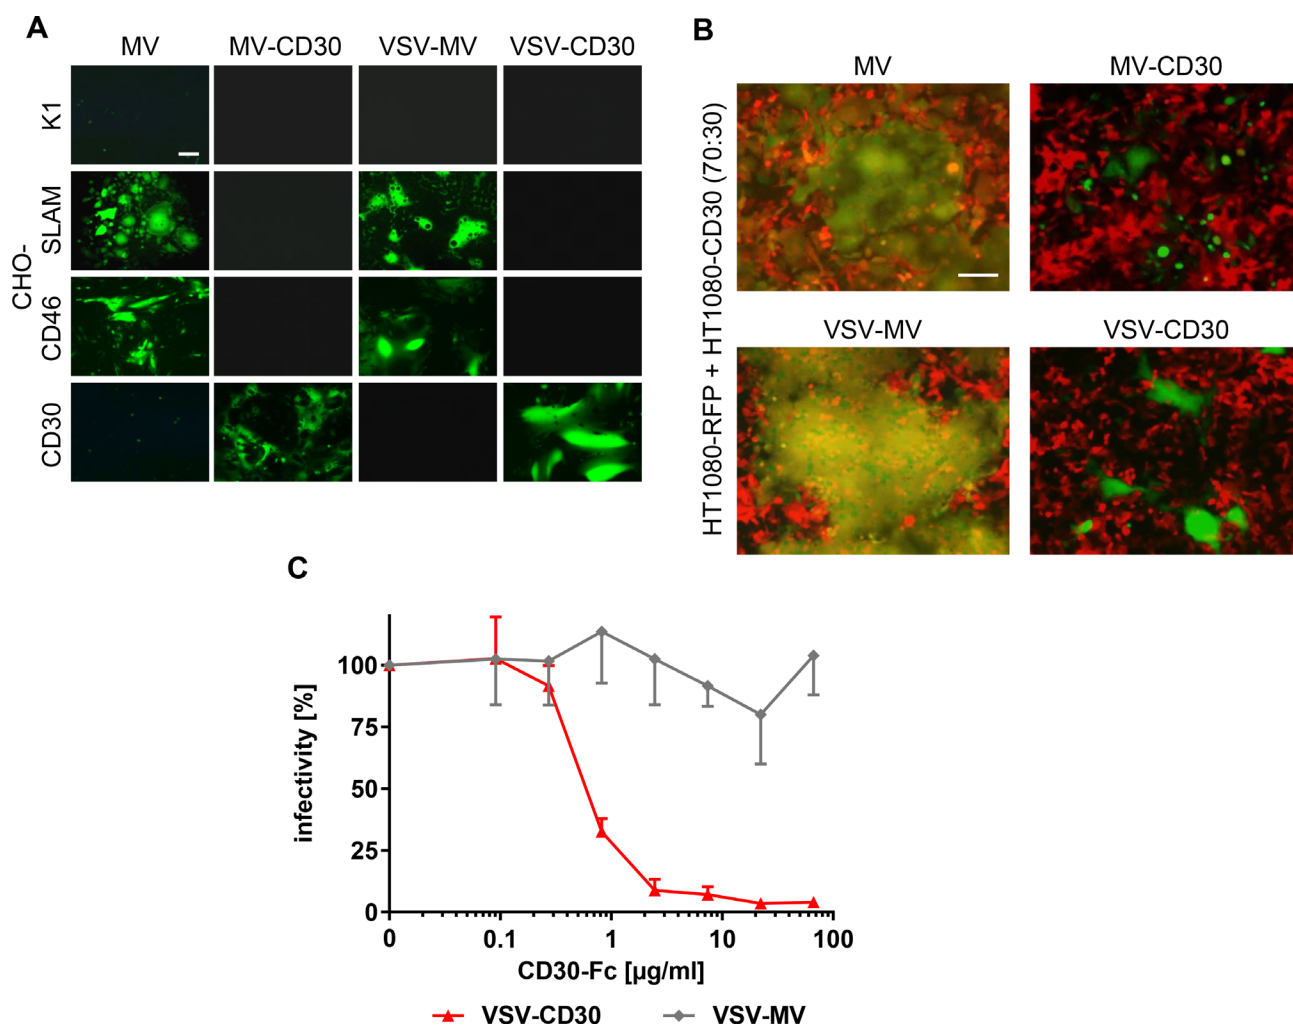 A
MV MV-CD30 VSV-MV VSV-CD30
CHO-
K1
SLAM
CD46
CD30
B
HT1080-RFP + HT1080-CD30 (70:30)
MV MV-CD30
VSV-MV VSV-CD30
C
infectivity [%]
100
75
50
25
0
0 0.1 1 10 100
CD30-Fc [µg/ml]
VSV-CD30 VSV-MV